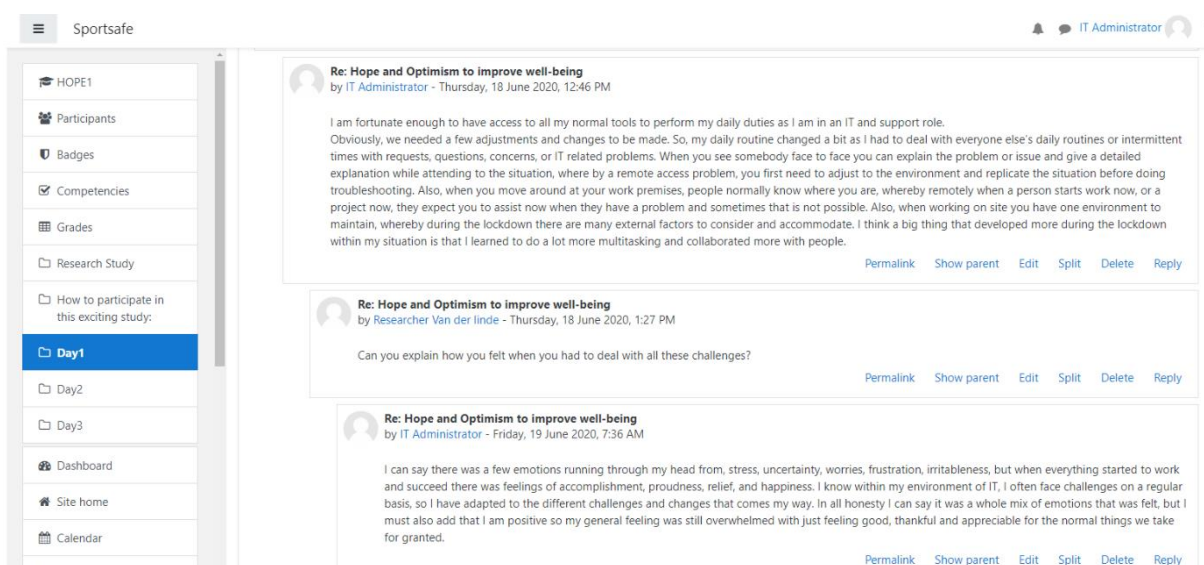 Sportsafe
IT Administrator
HOPE1
Participants
Badges
Competencies
Grades
Research Study
How to participate in
this exciting study:
Day1
Day2
Day3
Dashboard
Site home
Calendar
Re: Hope and Optimism to improve well-being
by IT Administrator - Thursday, 18 June 2020, 12:46 PM
I am fortunate enough to have access to all my normal tools to perform my daily duties as I am in an IT and support role.
Obviously, we needed a few adjustments and changes to be made. So, my daily routine changed a bit as I had to deal with everyone else's daily routines or intermittent
times with requests, questions, concerns, or IT related problems. When you see somebody face to face you can explain the problem or issue and give a detailed
explanation while attending to the situation, where by a remote access problem, you first need to adjust to the environment and replicate the situation before doing
troubleshooting. Also, when you move around at your work premises, people normally know where you are, whereby remotely when a person starts work now, or a
project now, they expect you to assist now when they have a problem and sometimes that is not possible. Also, when working on site you have one environment to
maintain, whereby during the lockdown there are many external factors to consider and accommodate. I think a big thing that developed more during the lockdown
within my situation is that I learned to do a lot more multitasking and collaborated more with people.
Permalink Show parent Edit Split Delete Reply
Re: Hope and Optimism to improve well-being
by Researcher Van der linde - Thursday, 18 June 2020, 1:27 PM
Can you explain how you felt when you had to deal with all these challenges?
Permalink Show parent Edit Split Delete Reply
Re: Hope and Optimism to improve well-being
by IT Administrator - Friday, 19 June 2020, 7:36 AM
I can say there was a few emotions running through my head from, stress, uncertainty, worries, frustration, irritableness, but when everything started to work
and succeed there was feelings of accomplishment, proudness, relief, and happiness. I know within my environment of IT, I often face challenges on a regular
basis, so I have adapted to the different challenges and changes that comes my way. In all honesty I can say it was a whole mix of emotions that was felt, but I
must also add that I am positive so my general feeling was still overwhelmed with just feeling good, thankful and appreciable for the normal things we take
for granted.
Permalink Show parent Edit Split Delete Reply